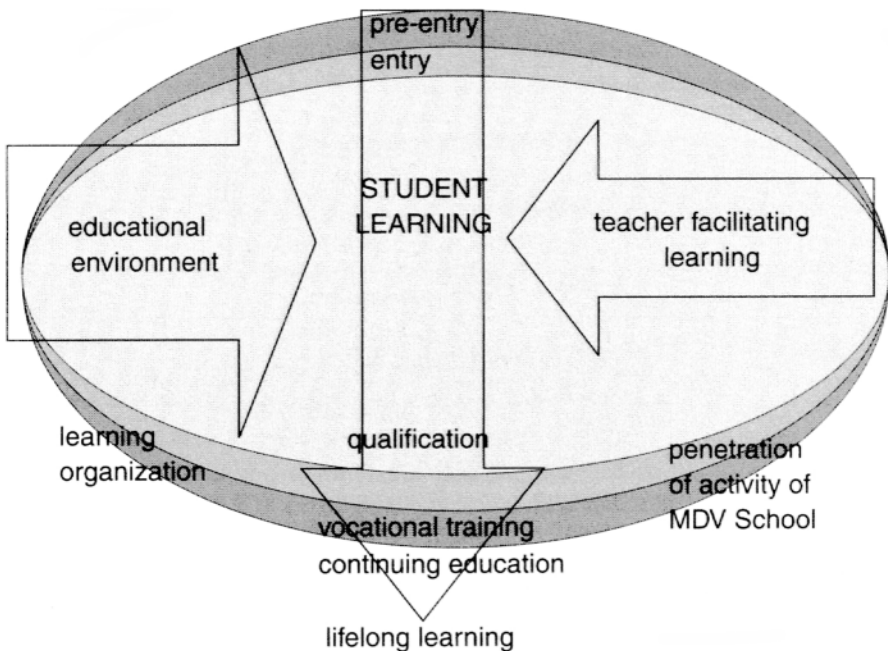 pre-entry
entry
STUDENT
LEARNING
educational
environment
teacher facilitating
learning
learning
organization
qualification
penetration
of activity of
MDV School
vocational training
continuing education
lifelong learning